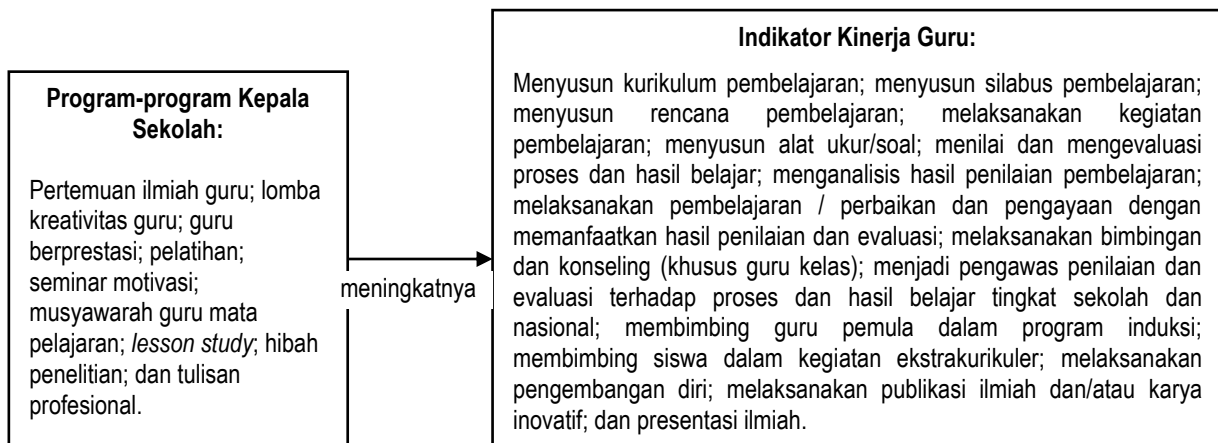 Program-program Kepala
Sekolah:
Pertemuan ilmiah guru; lomba
kreativitas guru; guru
berprestasi; pelatihan;
seminar motivasi;
musyawarah guru mata
pelajaran; lesson study; hibah
penelitian; dan tulisan
profesional.
meningkatnya
Indikator Kinerja Guru:
Menyusun kurikulum pembelajaran; menyusun silabus pembelajaran;
menyusun rencana pembelajaran; melaksanakan kegiatan
pembelajaran; menyusun alat ukur/soal; menilai dan mengevaluasi
proses dan hasil belajar; menganalisis hasil penilaian pembelajaran;
melaksanakan pembelajaran / perbaikan dan pengayaan dengan
memanfaatkan hasil penilaian dan evaluasi; melaksanakan bimbingan
dan konseling (khusus guru kelas); menjadi pengawas penilaian dan
evaluasi terhadap proses dan hasil belajar tingkat sekolah dan
nasional; membimbing guru pemula dalam program induksi;
membimbing siswa dalam kegiatan ekstrakurikuler; melaksanakan
pengembangan diri; melaksanakan publikasi ilmiah dan/atau karya
inovatif; dan presentasi ilmiah.